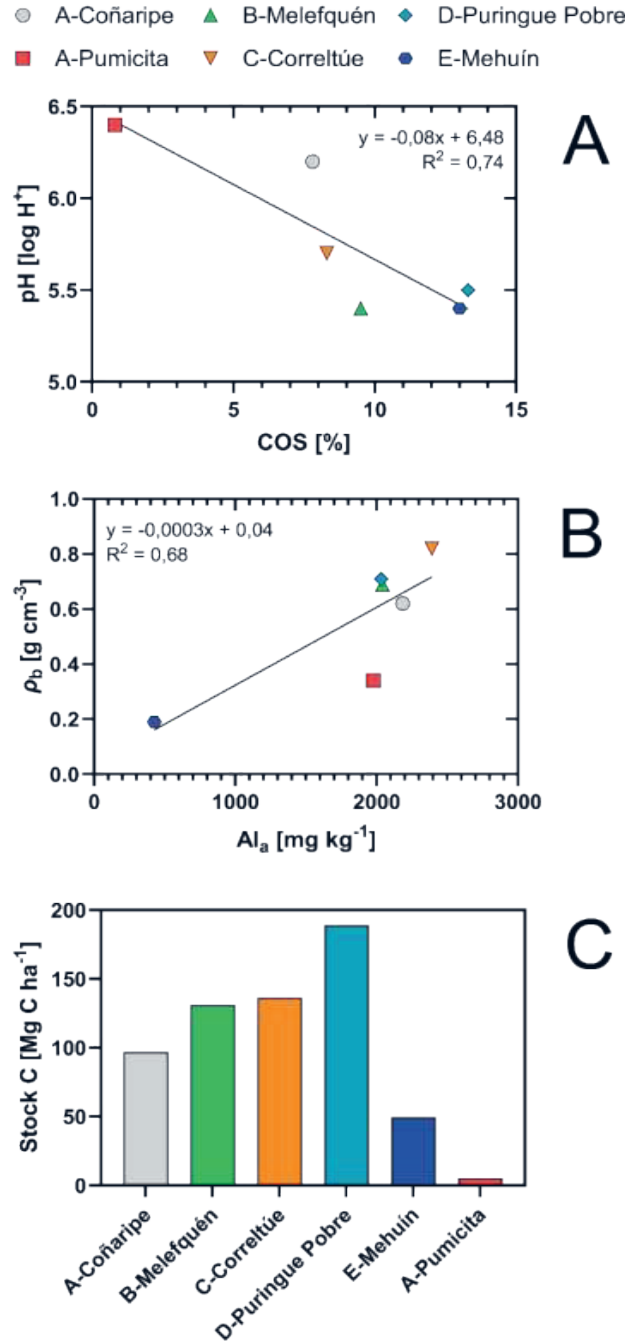 A-Coñaripe B-Melefquén D-Puringue Pobre
A-Pumicita C-Correltúe E-Mehuín
A
6.5
6.0
5.5
5.0
pH [log H⁺]
y = -0,08x + 6,48
R² = 0,74
0 5 10 15
COS [%]
B
1.0
0.8
0.6
0.4
0.2
0.0
ρb [g cm⁻³]
y = -0,0003x + 0,04
R² = 0,68
0 1000 2000 3000
Ala [mg kg⁻¹]
C
200
150
100
50
0
Stock C [Mg C ha⁻¹]
A-Coñaripe
B-Melefquén
C-Correltúe
D-Puringue Pobre
E-Mehuín
A-Pumicita